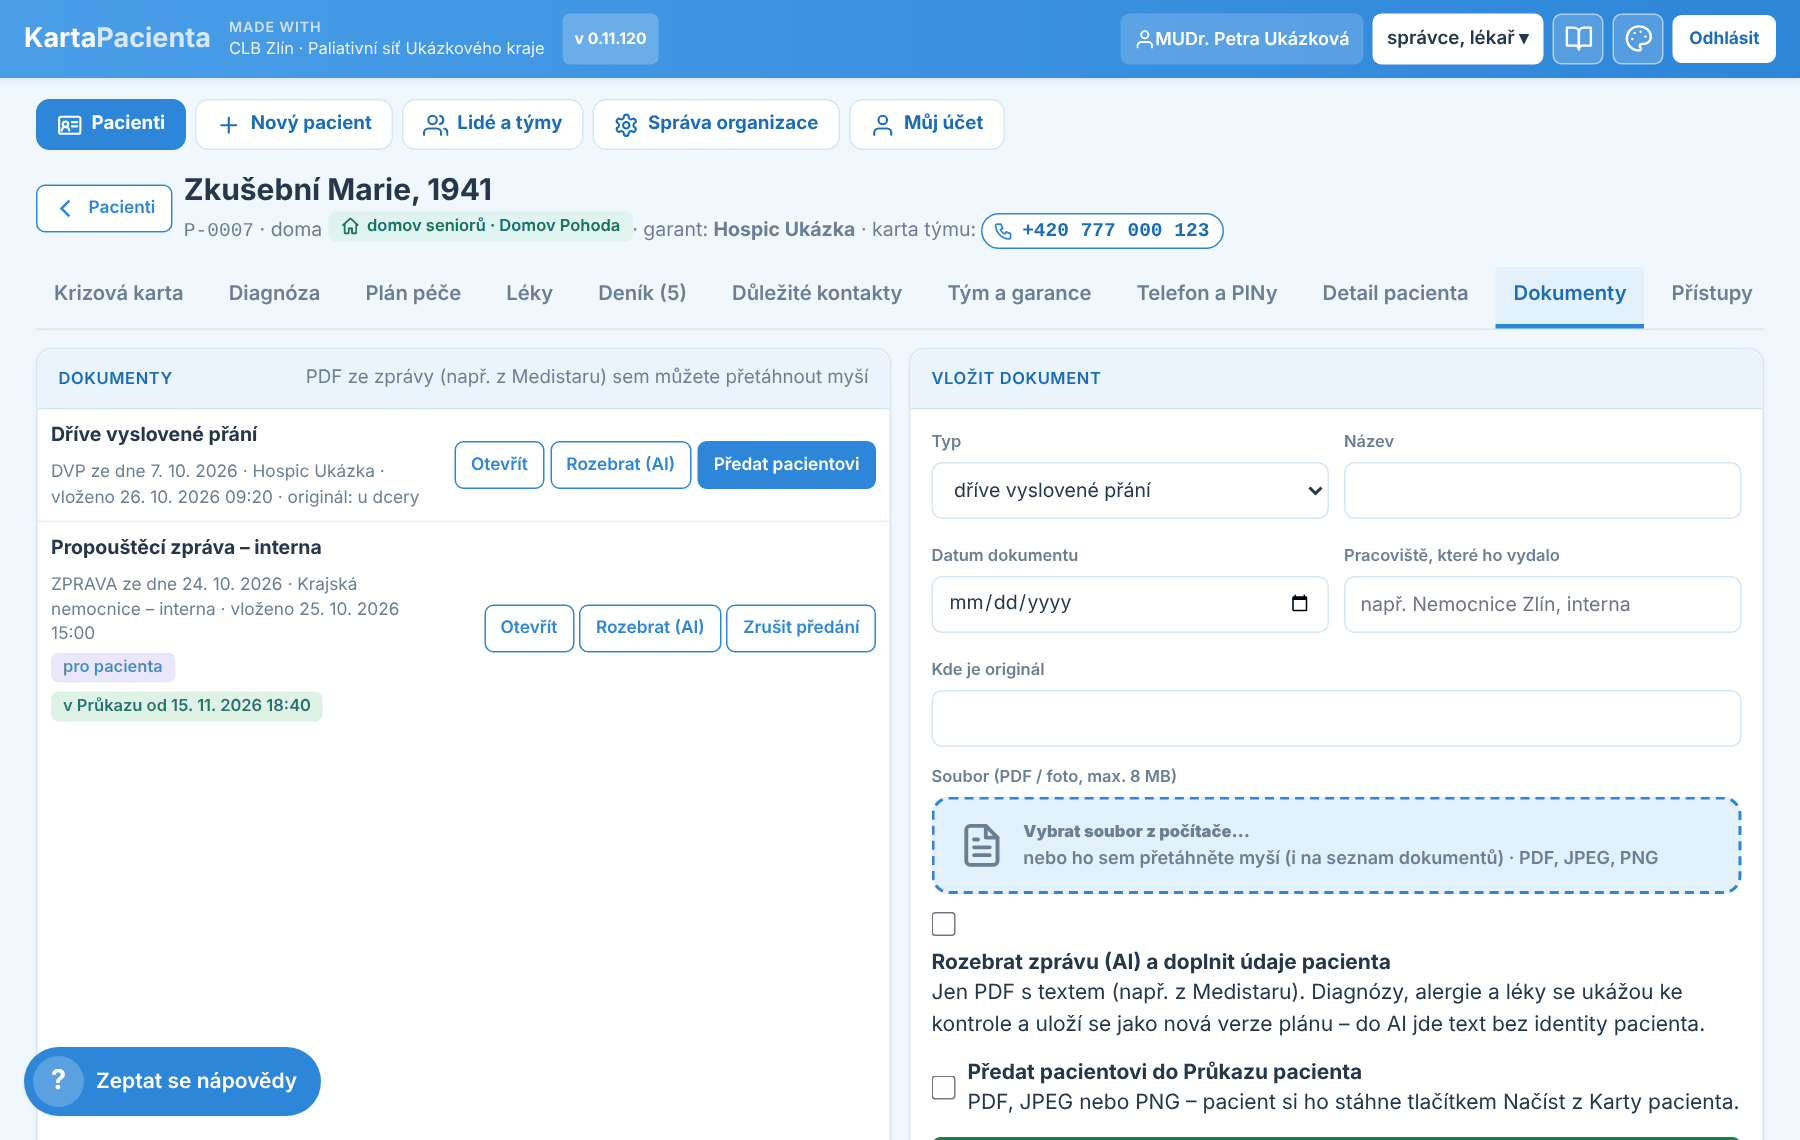 KartaPacienta
MADE WITH
CLB Zlín · Paliativní síť Ukázkového kraje
v 0.11.120
MUDr. Petra Ukázková
správce, lékař ▾
Odhlásit
Pacienti
Nový pacient
Lidé a týmy
Správa organizace
Můj účet
Pacienti
Zkušební Marie, 1941
P-0007 · doma domov seniorů · Domov Pohoda · garant: Hospic Ukázka · karta týmu: +420 777 000 123
Krizová karta
Diagnóza
Plán péče
Léky
Deník (5)
Důležité kontakty
Tým a garance
Telefon a PINy
Detail pacienta
Dokumenty
Přístupy
DOKUMENTY
PDF ze zprávy (např. z Medistaru) sem můžete přetáhnout myší
Dříve vyslovené přání
DVP ze dne 7. 10. 2026 · Hospic Ukázka ·
vloženo 26. 10. 2026 09:20 · originál: u dcery
Otevřít
Rozebrat (AI)
Předat pacientovi
Propouštěcí zpráva – interna
ZPRAVA ze dne 24. 10. 2026 · Krajská
nemocnice – interna · vloženo 25. 10. 2026
15:00
pro pacienta
v Průkazu od 15. 11. 2026 18:40
Otevřít
Rozebrat (AI)
Zrušit předání
VLOŽIT DOKUMENT
Typ
dříve vyslovené přání
Název
Datum dokumentu
mm/dd/yyyy
Pracoviště, které ho vydalo
např. Nemocnice Zlín, interna
Kde je originál
Soubor (PDF / foto, max. 8 MB)
Vybrat soubor z počítače…
nebo ho sem přetáhněte myší (i na seznam dokumentů) · PDF, JPEG, PNG
Rozebrat zprávu (AI) a doplnit údaje pacienta
Jen PDF s textem (např. z Medistaru). Diagnózy, alergie a léky se ukážou ke
kontrole a uloží se jako nová verze plánu – do AI jde text bez identity pacienta.
Předat pacientovi do Průkazu pacienta
PDF, JPEG nebo PNG – pacient si ho stáhne tlačítkem Načíst z Karty pacienta.
? Zeptat se nápovědy